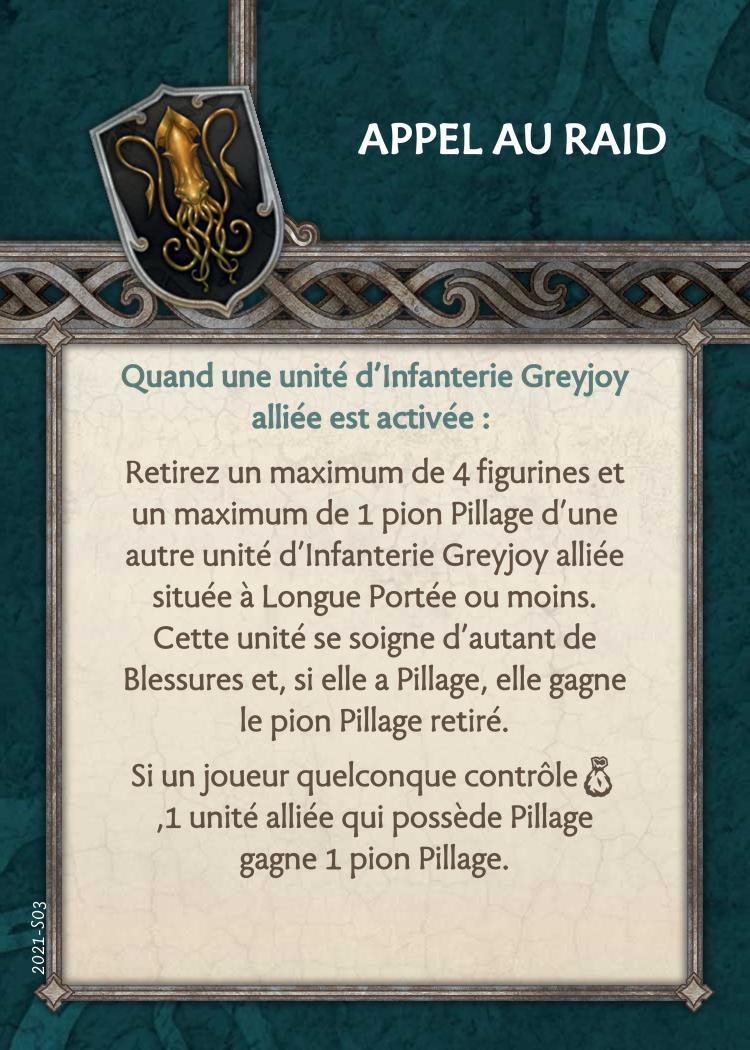 APPEL AU RAID
Quand une unité d'Infanterie Greyjoy
alliée est activée :
Retirez un maximum de 4 figurines et
un maximum de 1 pion Pillage d'une
autre unité d'Infanterie Greyjoy alliée
située à Longue Portée ou moins.
Cette unité se soigne d'autant de
Blessures et, si elle a Pillage, elle gagne
le pion Pillage retiré.
Si un joueur quelconque contrôle
,1 unité alliée qui possède Pillage
gagne 1 pion Pillage.
2021-S03